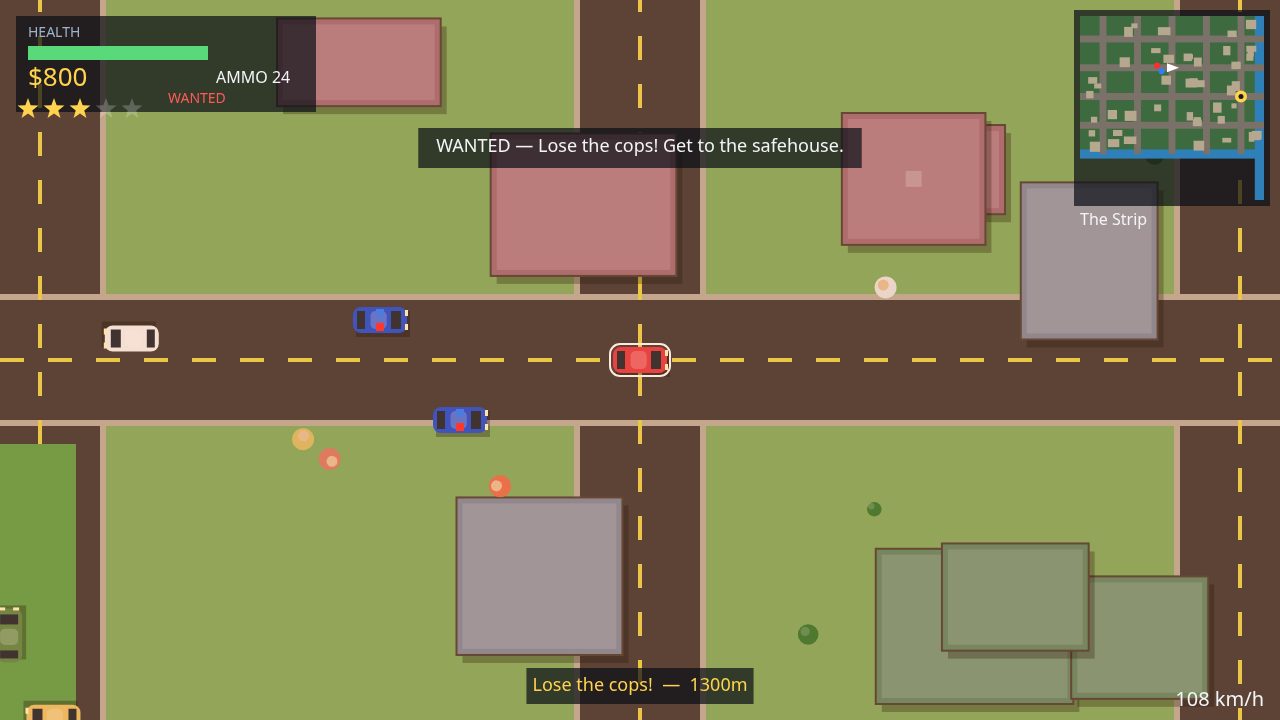 HEALTH
$800
AMMO 24
WANTED
WANTED — Lose the cops! Get to the safehouse.
The Strip
Lose the cops! — 1300m
108 km/h